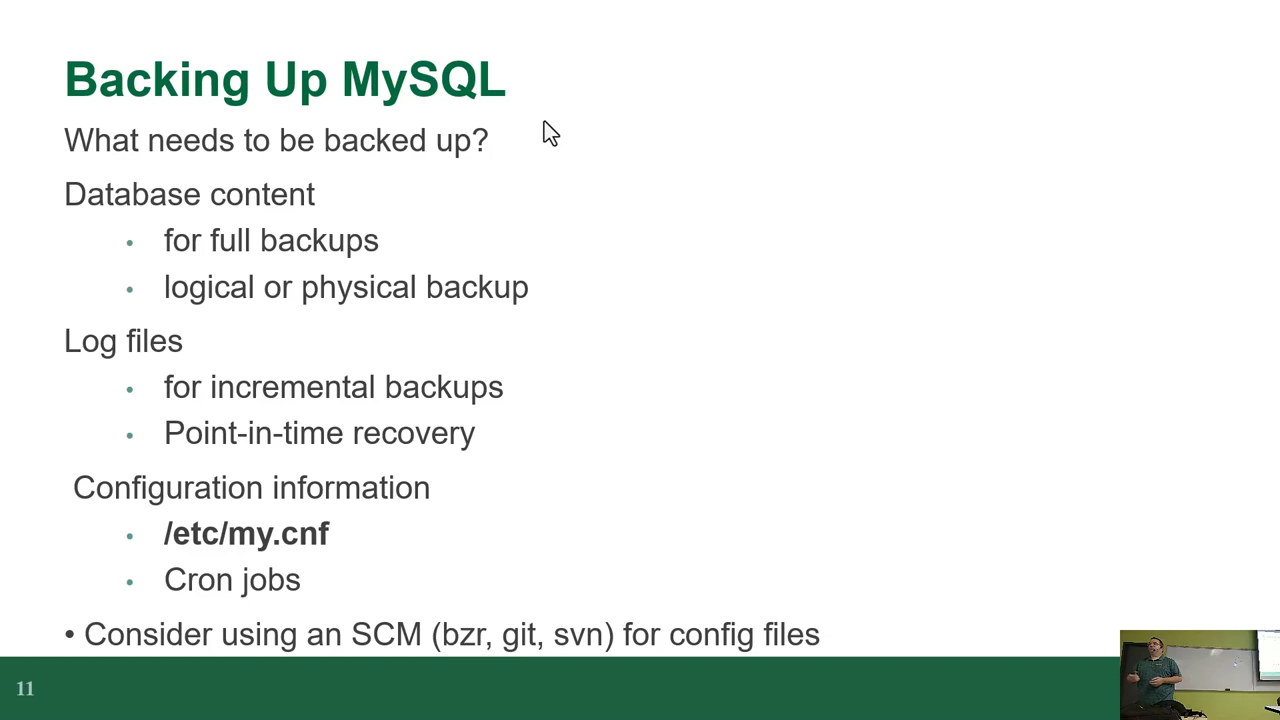 Backing Up MySQL
What needs to be backed up?
Database content
• for full backups
• logical or physical backup
Log files
• for incremental backups
• Point-in-time recovery
Configuration information
• /etc/my.cnf
• Cron jobs
• Consider using an SCM (bzr, git, svn) for config files
11